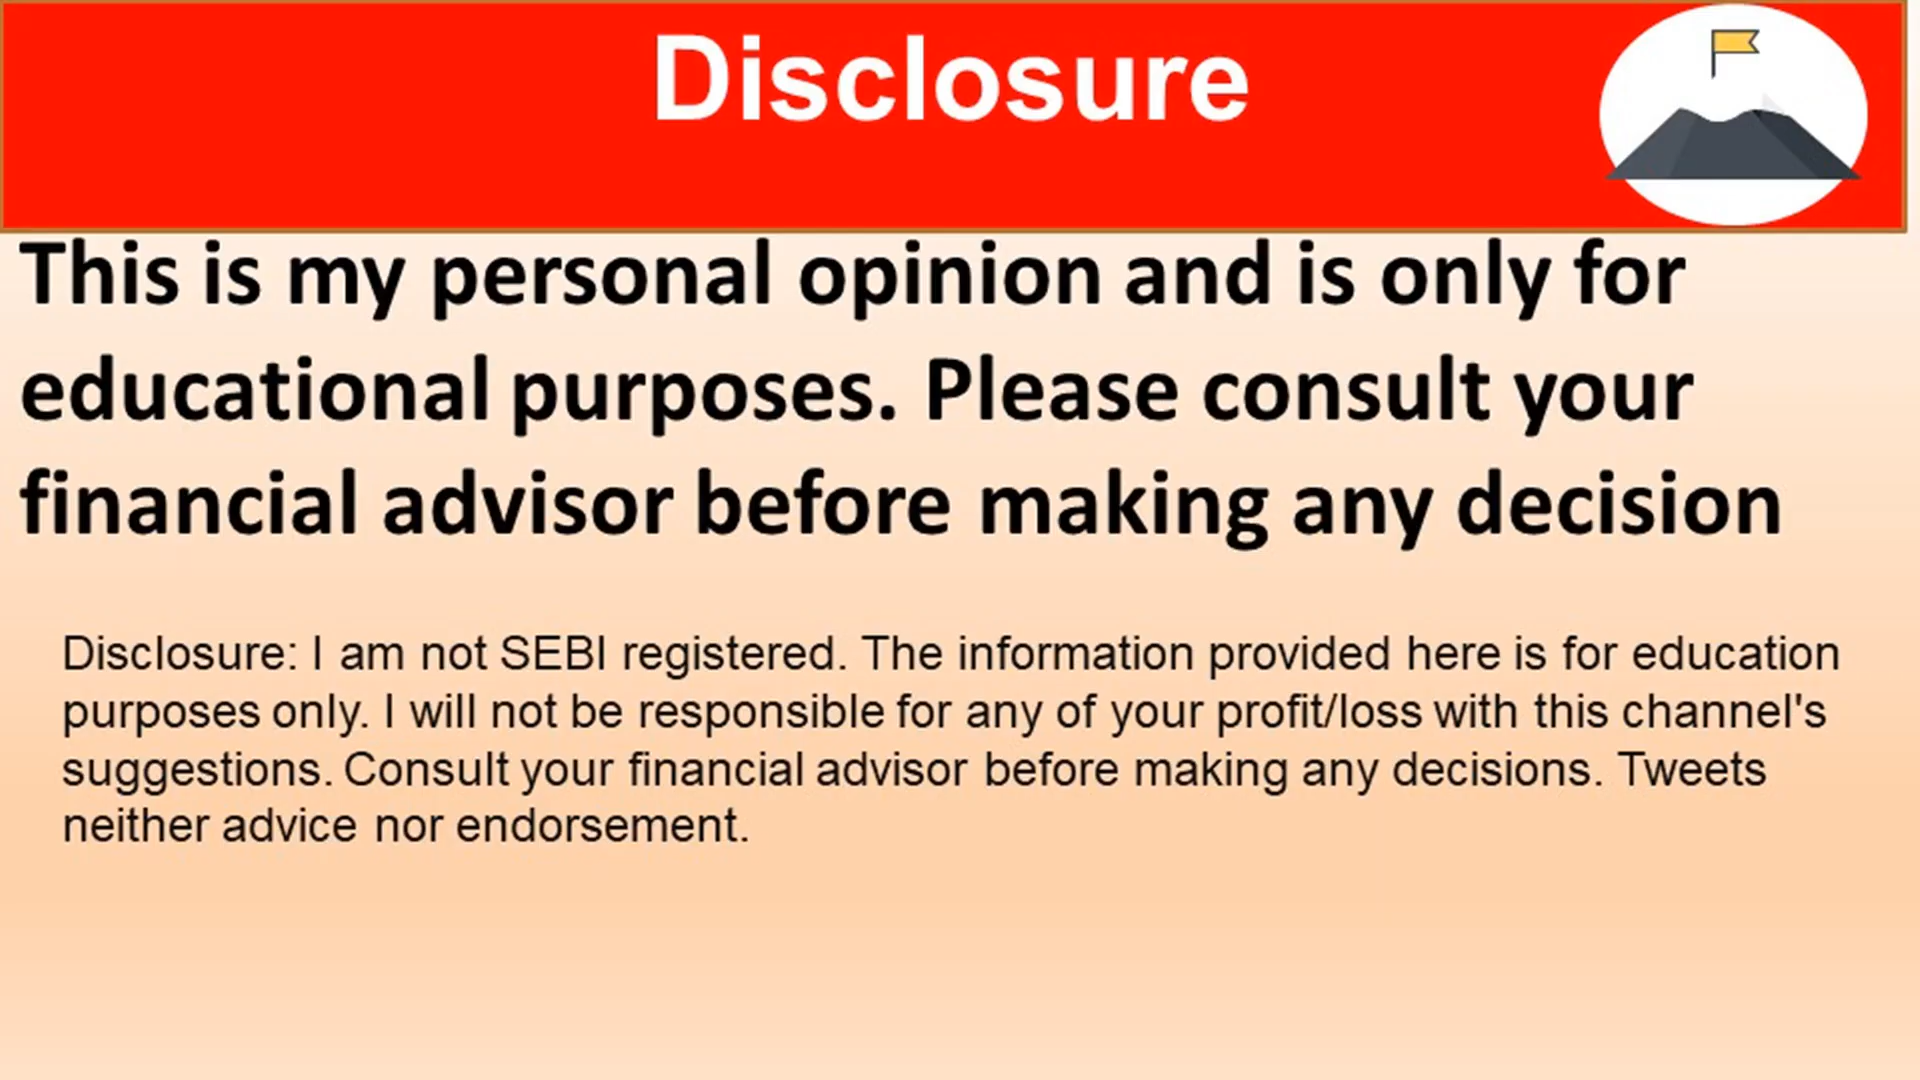 Disclosure
This is my personal opinion and is only for
educational purposes. Please consult your
financial advisor before making any decision
Disclosure: I am not SEBI registered. The information provided here is for education
purposes only. I will not be responsible for any of your profit/loss with this channel's
suggestions. Consult your financial advisor before making any decisions. Tweets
neither advice nor endorsement.